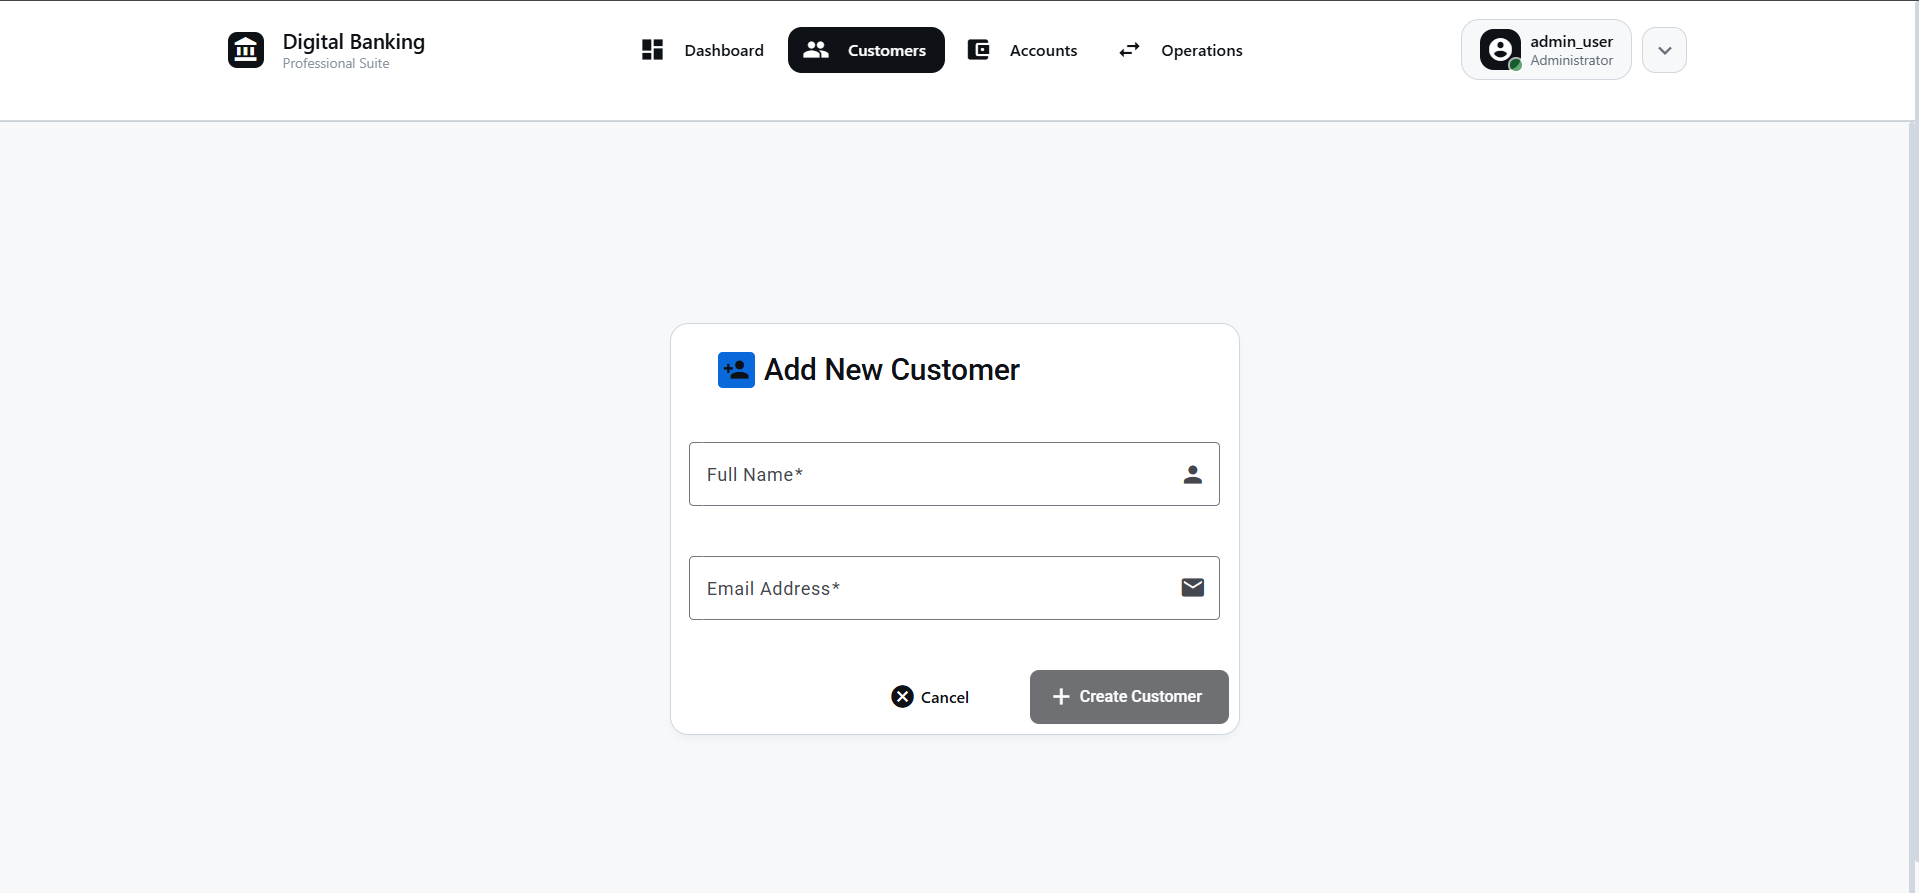 Digital Banking
Professional Suite
Dashboard
Customers
Accounts
Operations
admin_user
Administrator
Add New Customer
Full Name*
Email Address*
Cancel
Create Customer